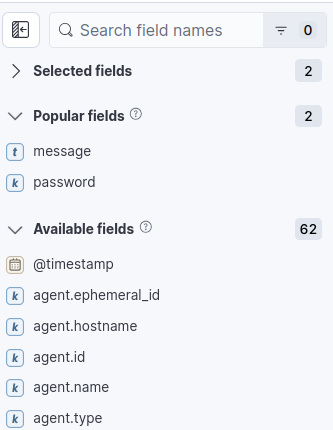 Search field names
0
Selected fields 2
Popular fields ? 2
t message
k password
Available fields ? 62
@timestamp
k agent.ephemeral_id
k agent.hostname
k agent.id
k agent.name
k agent.type